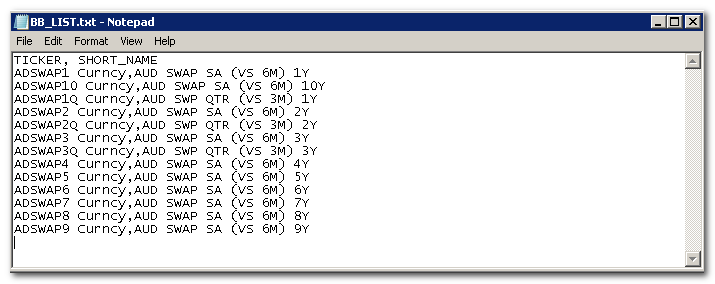 BB_LIST.txt - Notepad
File Edit Format View Help
TICKER, SHORT_NAME
ADSWAP1 Curncy,AUD SWAP SA (VS 6M) 1Y
ADSWAP10 Curncy,AUD SWAP SA (VS 6M) 10Y
ADSWAP1Q Curncy,AUD SWP QTR (VS 3M) 1Y
ADSWAP2 Curncy,AUD SWAP SA (VS 6M) 2Y
ADSWAP2Q Curncy,AUD SWP QTR (VS 3M) 2Y
ADSWAP3 Curncy,AUD SWAP SA (VS 6M) 3Y
ADSWAP3Q Curncy,AUD SWP QTR (VS 3M) 3Y
ADSWAP4 Curncy,AUD SWAP SA (VS 6M) 4Y
ADSWAP5 Curncy,AUD SWAP SA (VS 6M) 5Y
ADSWAP6 Curncy,AUD SWAP SA (VS 6M) 6Y
ADSWAP7 Curncy,AUD SWAP SA (VS 6M) 7Y
ADSWAP8 Curncy,AUD SWAP SA (VS 6M) 8Y
ADSWAP9 Curncy,AUD SWAP SA (VS 6M) 9Y